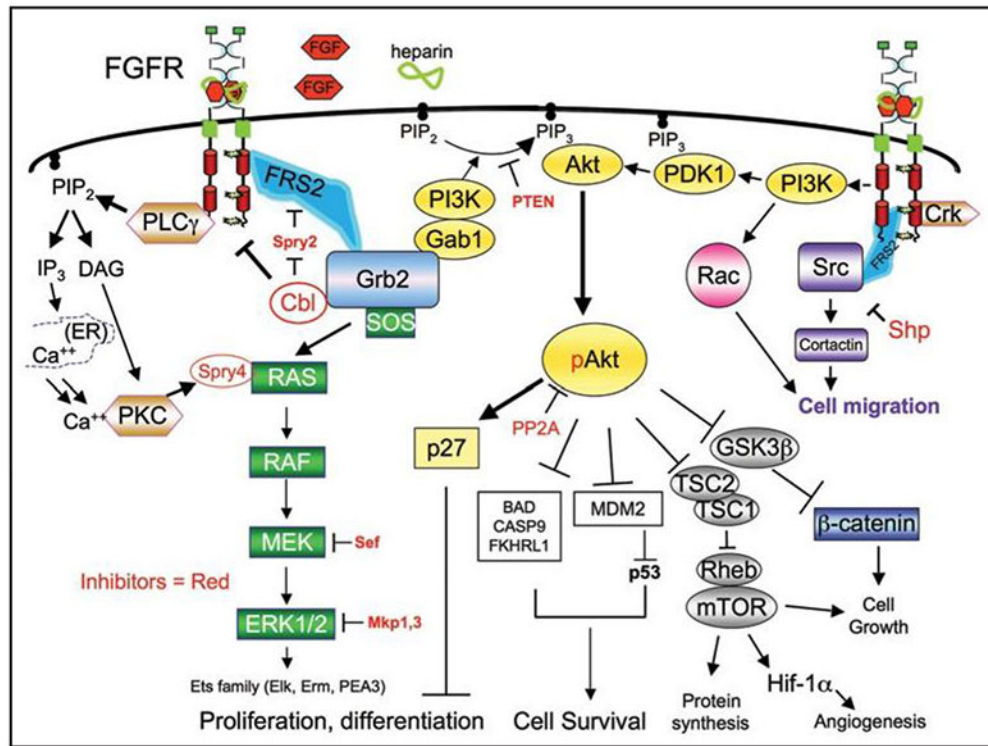 FGFR
FGF
FGF
heparin
PIP2
PIP3
PIP3
PIP2
PLCγ
FRS2
Spry2
Cbl
Grb2
SOS
PI3K
Gab1
PTEN
Akt
PDK1
PI3K
Crk
FRS2
Src
Shp
Rac
Cortactin
Cell migration
IP3
DAG
(ER)
Ca++
Ca++
PKC
Spry4
RAS
RAF
MEK
Sef
Inhibitors = Red
ERK1/2
Mkp1,3
Ets family (Elk, Erm, PEA3)
Proliferation, differentiation
pAkt
PP2A
p27
BAD
CASP9
FKHRL1
MDM2
p53
Cell Survival
GSK3β
TSC2
TSC1
Rheb
mTOR
β-catenin
Cell
Growth
Protein
synthesis
Hif-1α
Angiogenesis